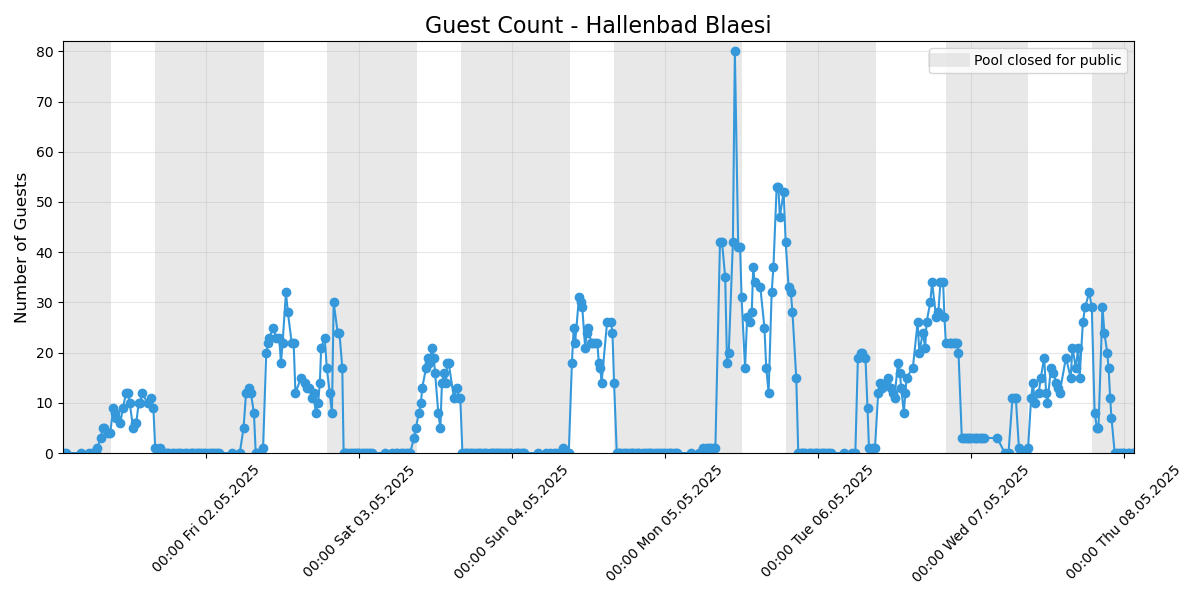 Guest Count - Hallenbad Blaesi
Number of Guests
80
70
60
50
40
30
20
10
0
Pool closed for public
00:00 Fri 02.05.2025
00:00 Sat 03.05.2025
00:00 Sun 04.05.2025
00:00 Mon 05.05.2025
00:00 Tue 06.05.2025
00:00 Wed 07.05.2025
00:00 Thu 08.05.2025